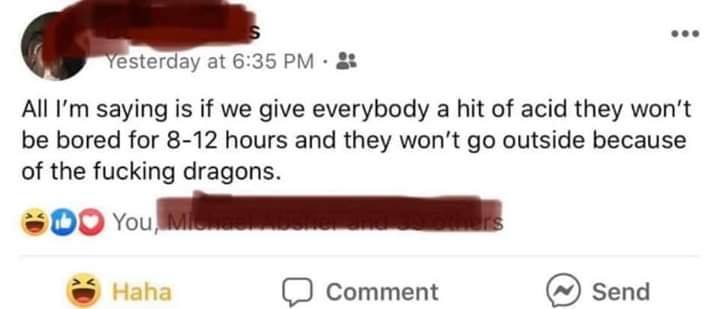 s
Yesterday at 6:35 PM ·
All I'm saying is if we give everybody a hit of acid they won't
be bored for 8-12 hours and they won't go outside because
of the fucking dragons.
You,
Haha Comment Send